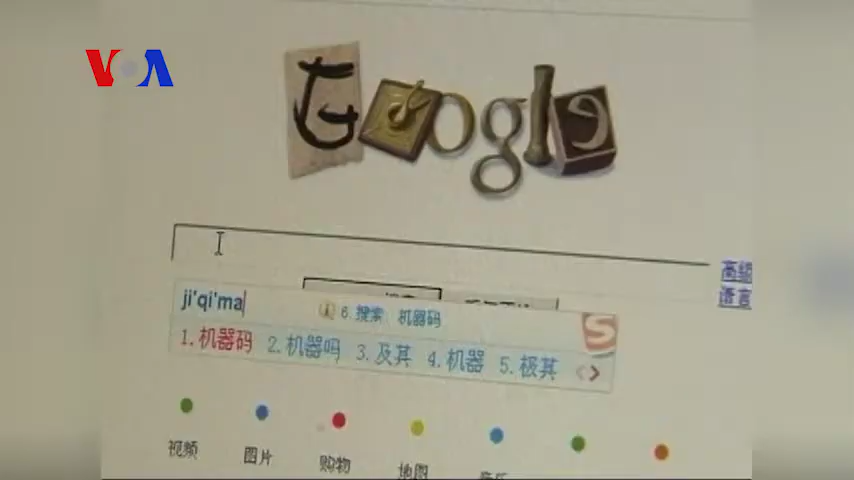 VOA
Google
高级
语言
ji'qi'ma
6.搜索: 机器码
1.机器码 2.机器吗 3.及其 4.机器 5.极其
视频 图片 购物 地图 音乐